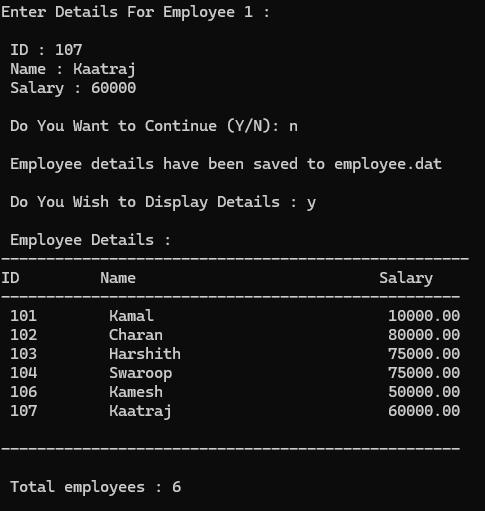 Enter Details For Employee 1 :
ID : 107
Name : Kaatraj
Salary : 60000
Do You Want to Continue (Y/N): n
Employee details have been saved to employee.dat
Do You Wish to Display Details : y
Employee Details :
----------------------------------------------------
ID         Name                           Salary
---------------------------------------------------
101        Kamal                          10000.00
102        Charan                         80000.00
103        Harshith                       75000.00
104        Swaroop                        75000.00
106        Kamesh                         50000.00
107        Kaatraj                        60000.00
---------------------------------------------------
Total employees : 6